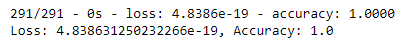 291/291 - 0s - loss: 4.8386e-19 - accuracy: 1.0000
Loss: 4.838631250232266e-19, Accuracy: 1.0